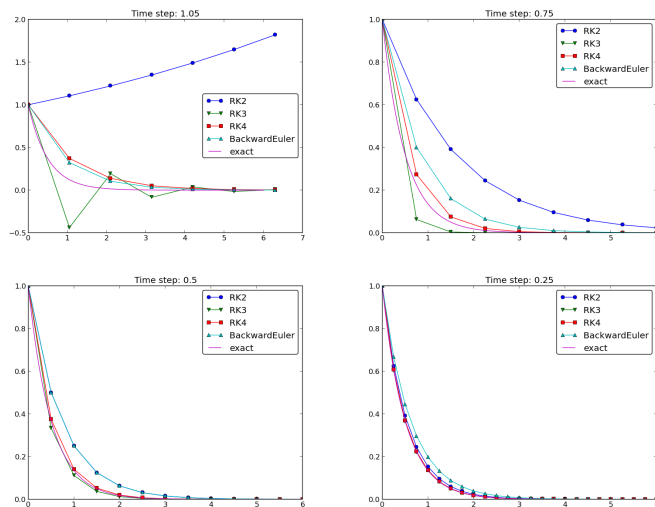 Time step: 1.05
2.0
1.5
1.0
0.5
0.0
−0.5
0 1 2 3 4 5 6 7
RK2
RK3
RK4
BackwardEuler
exact
Time step: 0.75
1.0
0.8
0.6
0.4
0.2
0.0
0 1 2 3 4 5
RK2
RK3
RK4
BackwardEuler
exact
Time step: 0.5
1.0
0.8
0.6
0.4
0.2
0.0
0 1 2 3 4 5 6
RK2
RK3
RK4
BackwardEuler
exact
Time step: 0.25
1.0
0.8
0.6
0.4
0.2
0.0
0 1 2 3 4 5
RK2
RK3
RK4
BackwardEuler
exact